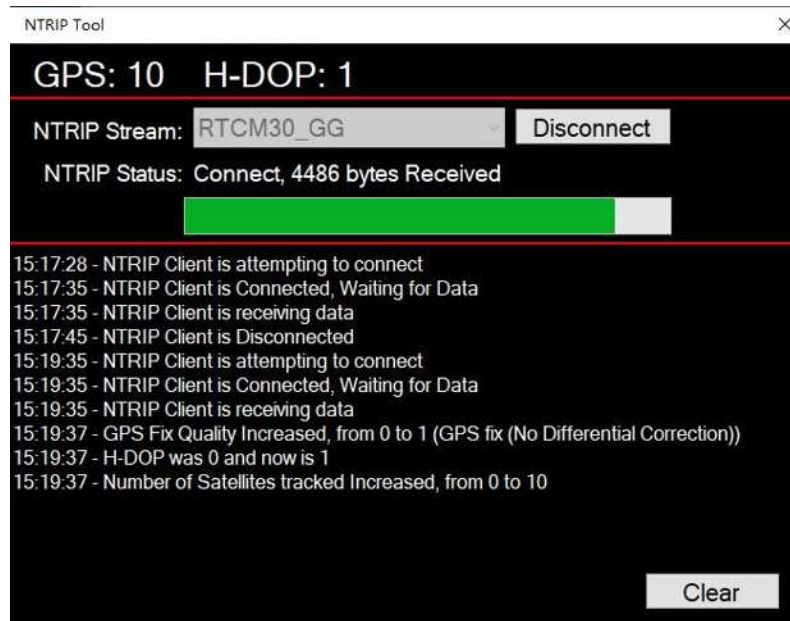 NTRIP Tool
GPS: 10 H-DOP: 1
NTRIP Stream: RTCM30_GG Disconnect
NTRIP Status: Connect, 4486 bytes Received
15:17:28 - NTRIP Client is attempting to connect
15:17:35 - NTRIP Client is Connected, Waiting for Data
15:17:35 - NTRIP Client is receiving data
15:17:45 - NTRIP Client is Disconnected
15:19:35 - NTRIP Client is attempting to connect
15:19:35 - NTRIP Client is Connected, Waiting for Data
15:19:35 - NTRIP Client is receiving data
15:19:37 - GPS Fix Quality Increased, from 0 to 1 (GPS fix (No Differential Correction))
15:19:37 - H-DOP was 0 and now is 1
15:19:37 - Number of Satellites tracked Increased, from 0 to 10
Clear